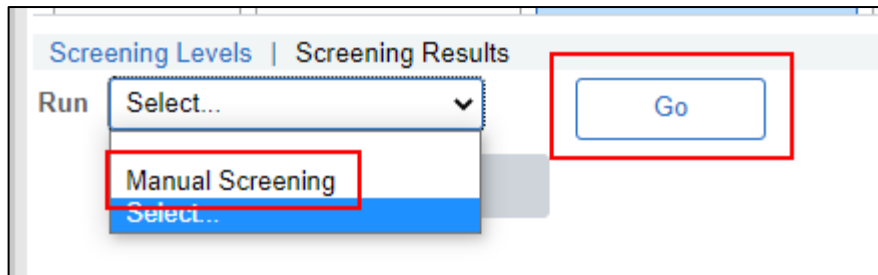 Screening Levels | Screening Results
Run Select... Go
Manual Screening
Select...